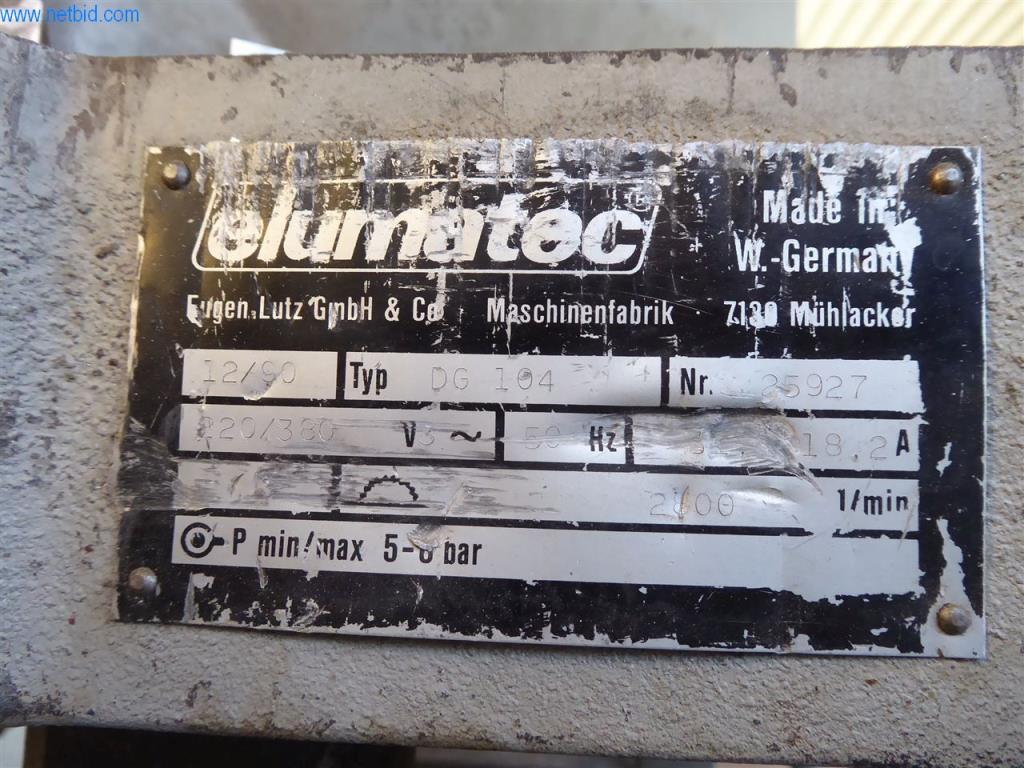 www.netbid.com
elumatec
Made in
W.-Germany
Eugen Lutz GmbH & Co Maschinenfabrik 7130 Mühlacker
12/90 Typ DG 104 Nr. 25927
220/380 V3~ 50 Hz 18.2 A
2800 1/min
P min/max 5-8 bar